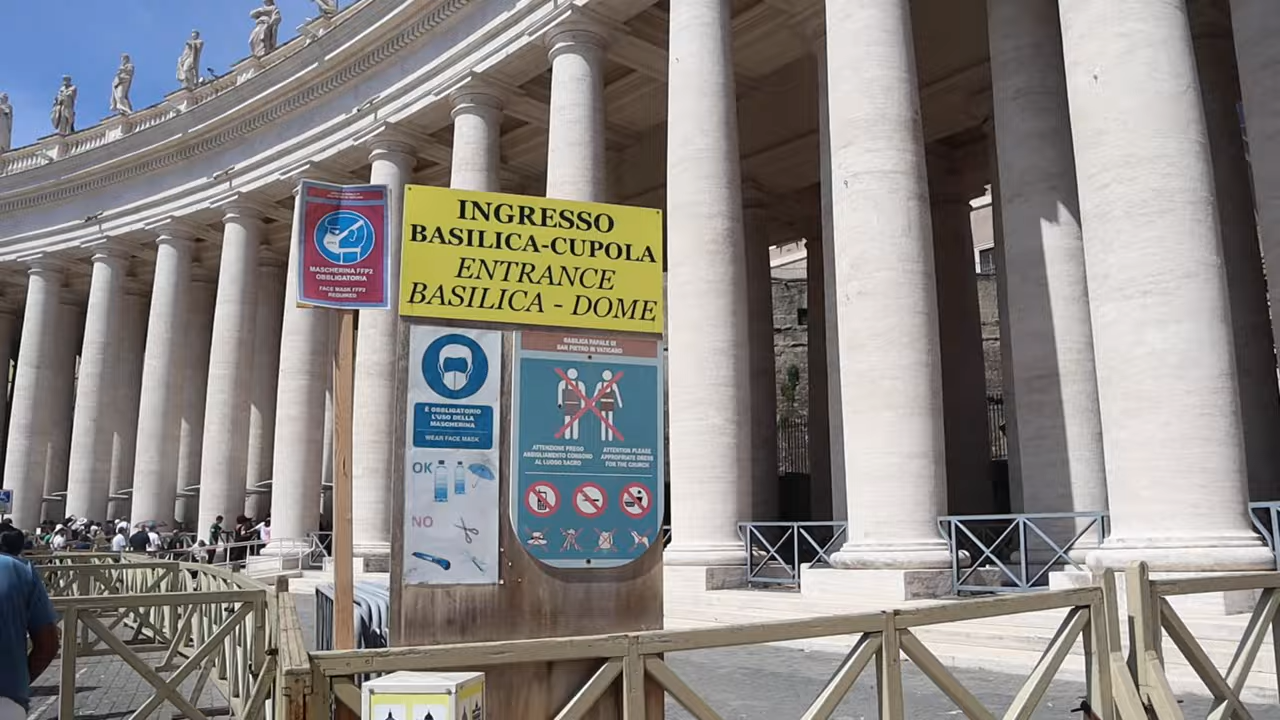 MASCHERINA FFP2
OBBLIGATORIA
FACE MASK FFP2
REQUIRED
INGRESSO
BASILICA-CUPOLA
ENTRANCE
BASILICA - DOME
È OBBLIGATORIO
L'USO DELLA
MASCHERINA
WEAR FACE MASK
OK
NO
BASILICA PAPALE DI
SAN PIETRO IN VATICANO
ATTENZIONE PREGO
ABBIGLIAMENTO CONSONO
AL LUOGO SACRO
ATTENTION PLEASE
APPROPRIATE DRESS
FOR THE CHURCH